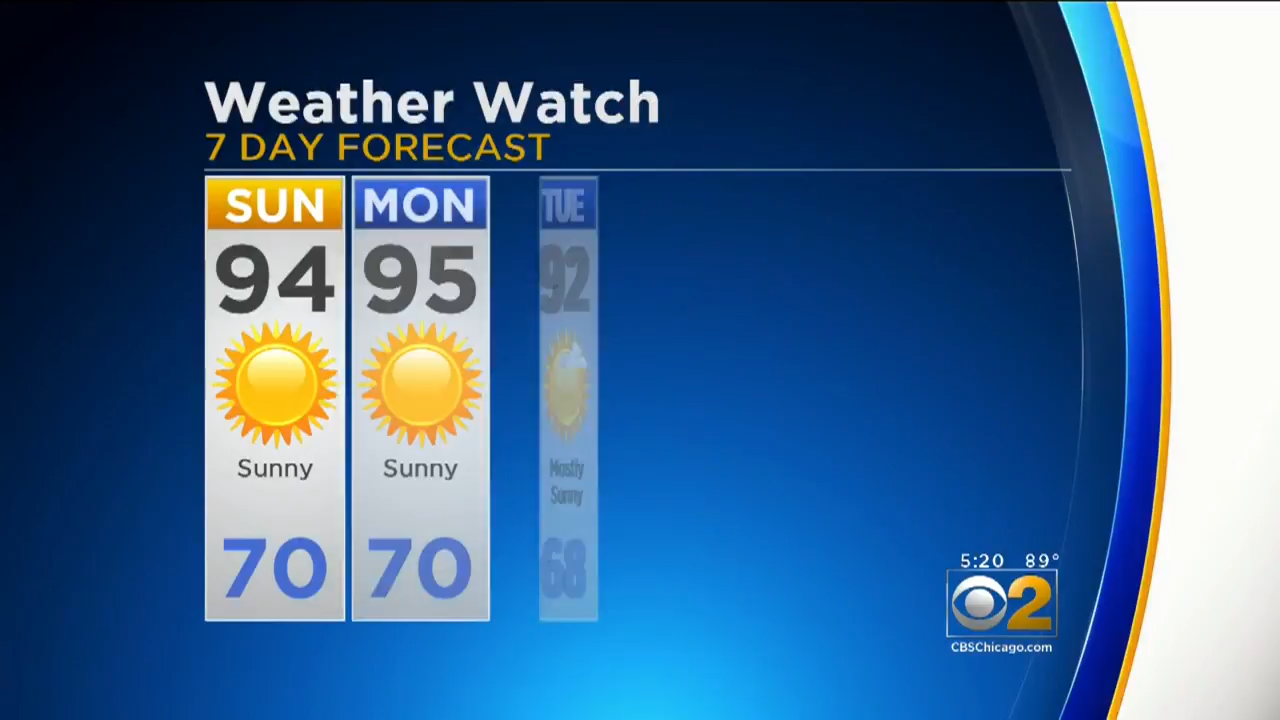 Weather Watch
7 DAY FORECAST
SUN
94
Sunny
70
MON
95
Sunny
70
TUE
92
Mostly
Sunny
68
5:20 89°
2
CBSChicago.com